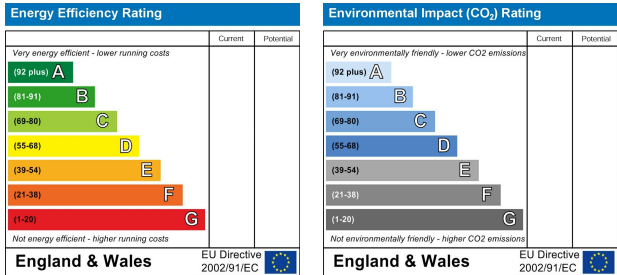 Energy Efficiency Rating
Current Potential
Very energy efficient - lower running costs
(92 plus) A
(81-91) B
(69-80) C
(55-68) D
(39-54) E
(21-38) F
(1-20) G
Not energy efficient - higher running costs
England & Wales
EU Directive
2002/91/EC
Environmental Impact (CO₂) Rating
Current Potential
Very environmentally friendly - lower CO2 emissions
(92 plus) A
(81-91) B
(69-80) C
(55-68) D
(39-54) E
(21-38) F
(1-20) G
Not environmentally friendly - higher CO2 emissions
England & Wales
EU Directive
2002/91/EC